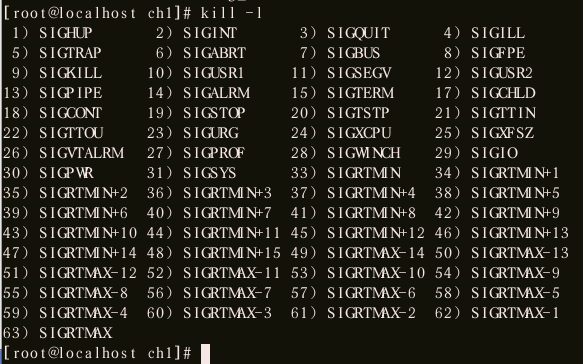 [root@localhost ch1]# kill -l
1) SIGHUP 2) SIGINT 3) SIGQUIT 4) SIGILL
5) SIGTRAP 6) SIGABRT 7) SIGBUS 8) SIGFPE
9) SIGKILL 10) SIGUSR1 11) SIGSEGV 12) SIGUSR2
13) SIGPIPE 14) SIGALRM 15) SIGTERM 17) SIGCHLD
18) SIGCONT 19) SIGSTOP 20) SIGTSTP 21) SIGTTIN
22) SIGTTOU 23) SIGURG 24) SIGXCPU 25) SIGXFSZ
26) SIGVTALRM 27) SIGPROF 28) SIGWINCH 29) SIGIO
30) SIGPWR 31) SIGSYS 33) SIGRTMIN 34) SIGRTMIN+1
35) SIGRTMIN+2 36) SIGRTMIN+3 37) SIGRTMIN+4 38) SIGRTMIN+5
39) SIGRTMIN+6 40) SIGRTMIN+7 41) SIGRTMIN+8 42) SIGRTMIN+9
43) SIGRTMIN+10 44) SIGRTMIN+11 45) SIGRTMIN+12 46) SIGRTMIN+13
47) SIGRTMIN+14 48) SIGRTMIN+15 49) SIGRTMAX-14 50) SIGRTMAX-13
51) SIGRTMAX-12 52) SIGRTMAX-11 53) SIGRTMAX-10 54) SIGRTMAX-9
55) SIGRTMAX-8 56) SIGRTMAX-7 57) SIGRTMAX-6 58) SIGRTMAX-5
59) SIGRTMAX-4 60) SIGRTMAX-3 61) SIGRTMAX-2 62) SIGRTMAX-1
63) SIGRTMAX
[root@localhost ch1]#